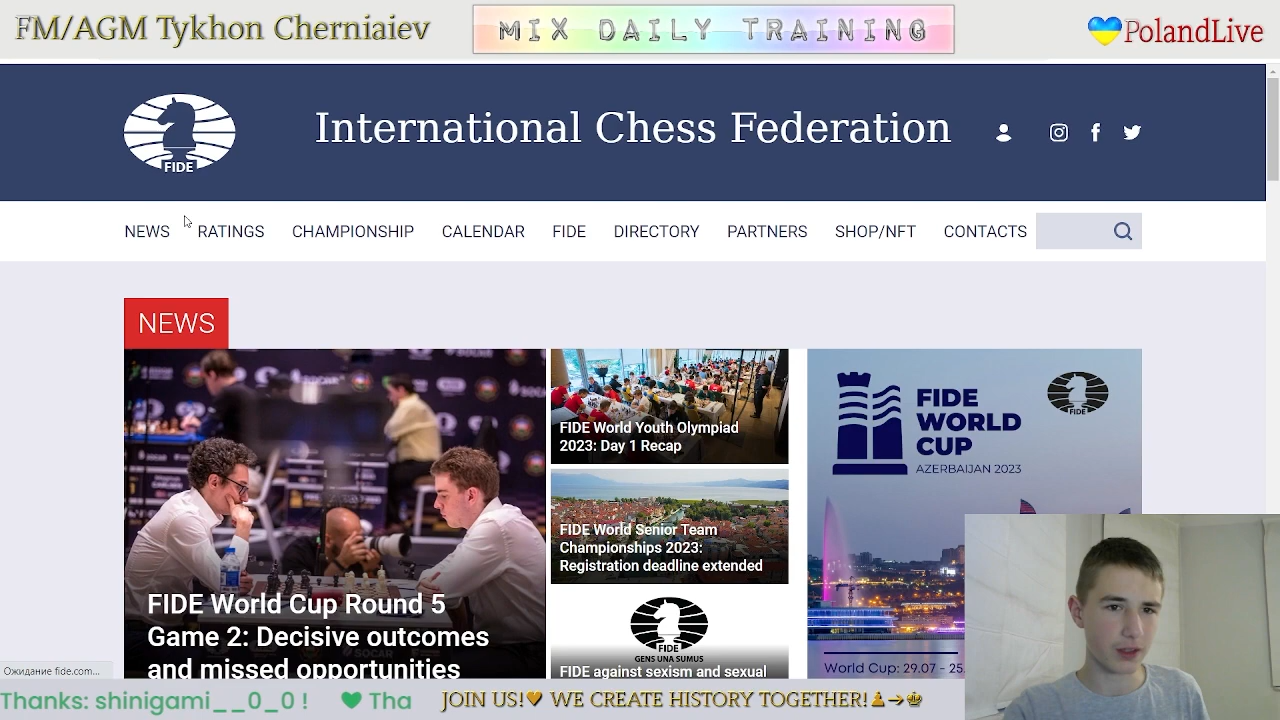 FM/AGM Tykhon Cherniaiev
MIX DAILY TRAINING
PolandLive
FIDE
International Chess Federation
NEWS RATINGS CHAMPIONSHIP CALENDAR FIDE DIRECTORY PARTNERS SHOP/NFT CONTACTS
NEWS
FIDE World Cup Round 5
Game 2: Decisive outcomes
and missed opportunities
FIDE World Youth Olympiad
2023: Day 1 Recap
FIDE World Senior Team
Championships 2023:
Registration deadline extended
FIDE
GENS UNA SUMUS
FIDE against sexism and sexual
FIDE
WORLD
CUP
AZERBAIJAN 2023
FIDE
World Cup: 29.07 - 25.
Ожидание fide.com...
Thanks: shinigami__0_0 ! Tha
JOIN US! WE CREATE HISTORY TOGETHER!